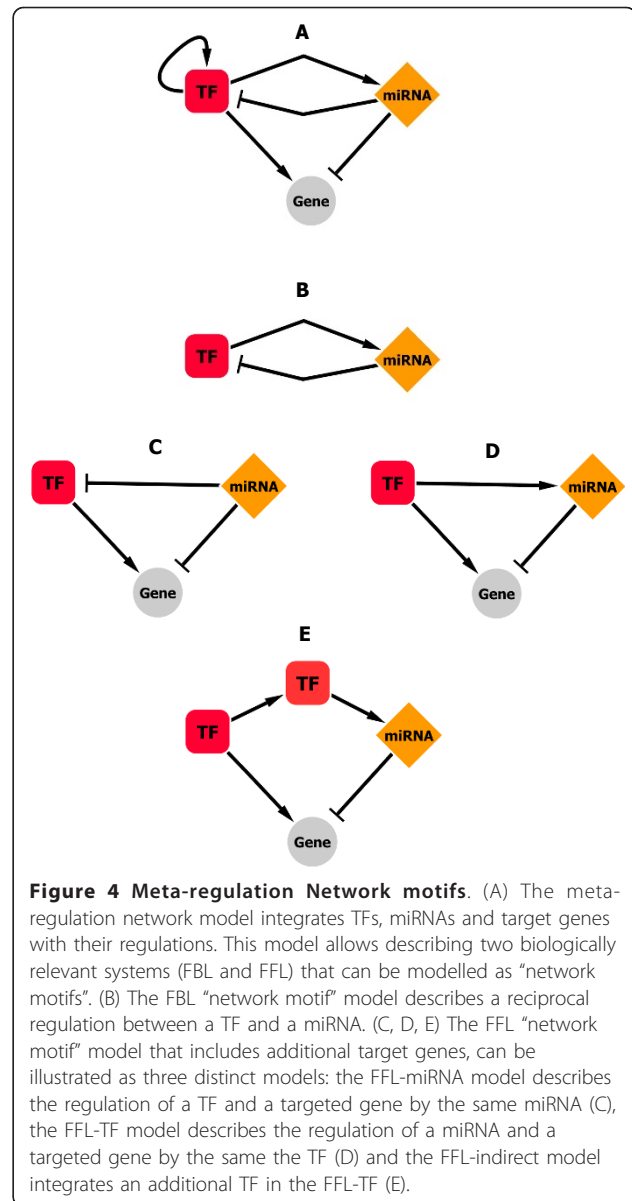 A
TF
miRNA
Gene
B
TF
miRNA
C
D
TF
miRNA
TF
miRNA
Gene
Gene
E
TF
TF
miRNA
Gene
Figure 4 Meta-regulation Network motifs. (A) The meta-
regulation network model integrates TFs, miRNAs and target genes
with their regulations. This model allows describing two biologically
relevant systems (FBL and FFL) that can be modelled as “network
motifs”. (B) The FBL “network motif” model describes a reciprocal
regulation between a TF and a miRNA. (C, D, E) The FFL “network
motif” model that includes additional target genes, can be
illustrated as three distinct models: the FFL-miRNA model describes
the regulation of a TF and a targeted gene by the same miRNA (C),
the FFL-TF model describes the regulation of a miRNA and a
targeted gene by the same the TF (D) and the FFL-indirect model
integrates an additional TF in the FFL-TF (E).